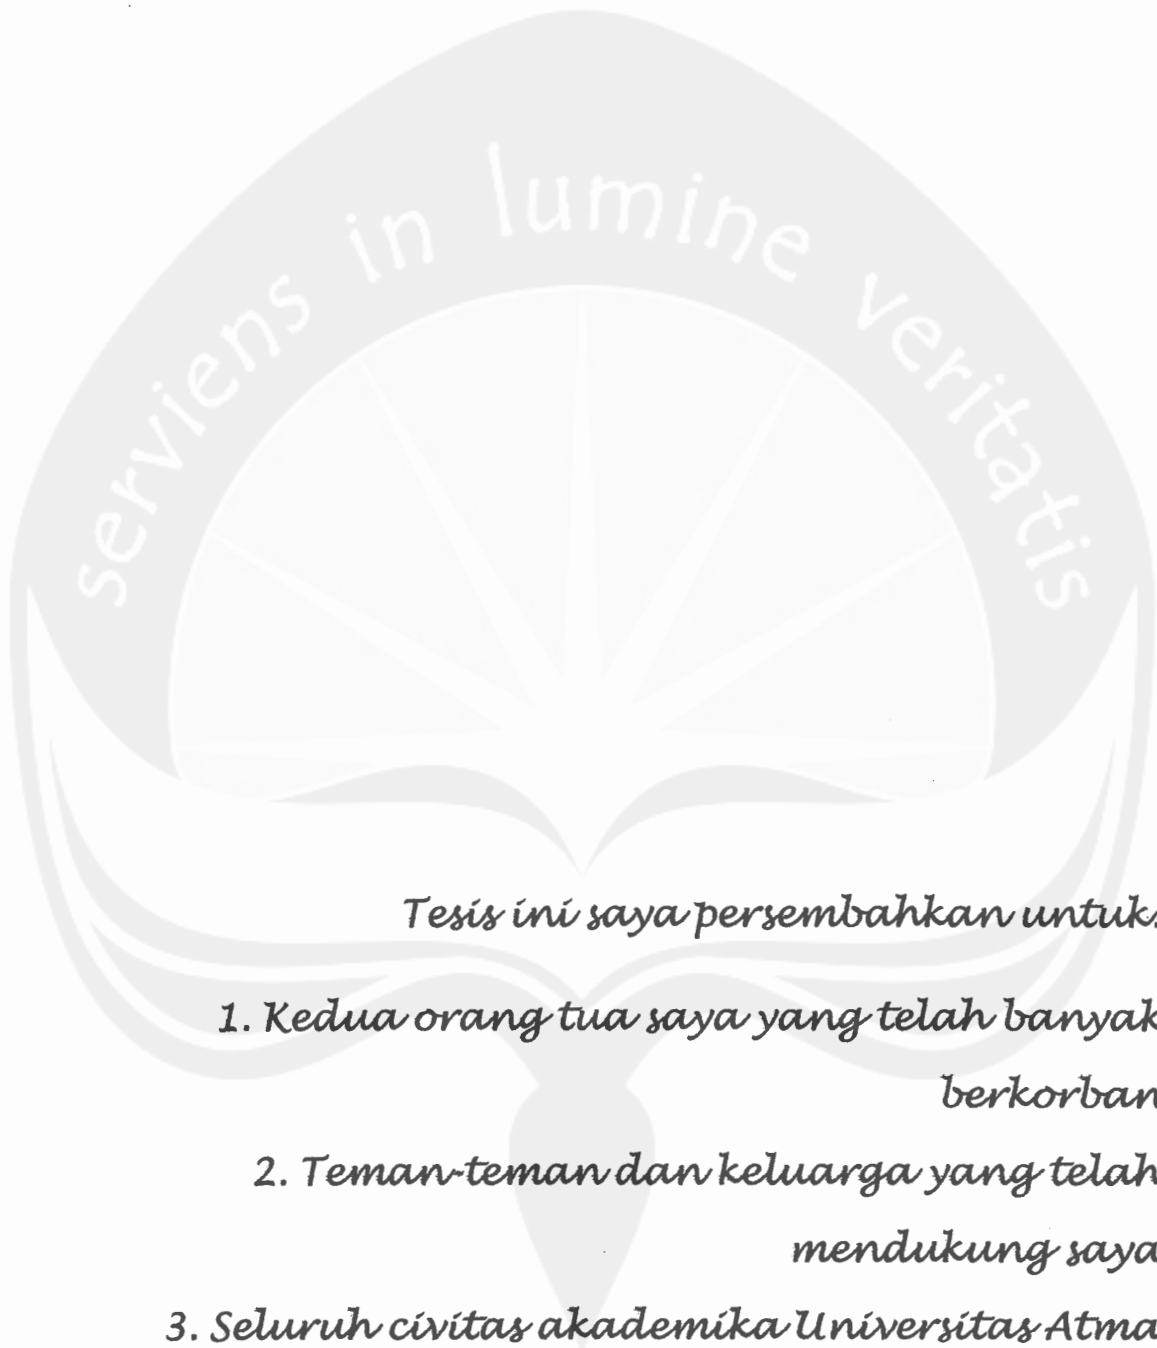 serviens in lumine veritatis
Tesis ini saya persembahkan untuk:
1. Kedua orang tua saya yang telah banyak
berkorban
2. Teman-teman dan keluarga yang telah
mendukung saya
3. Seluruh civitas akademika Universitas Atma